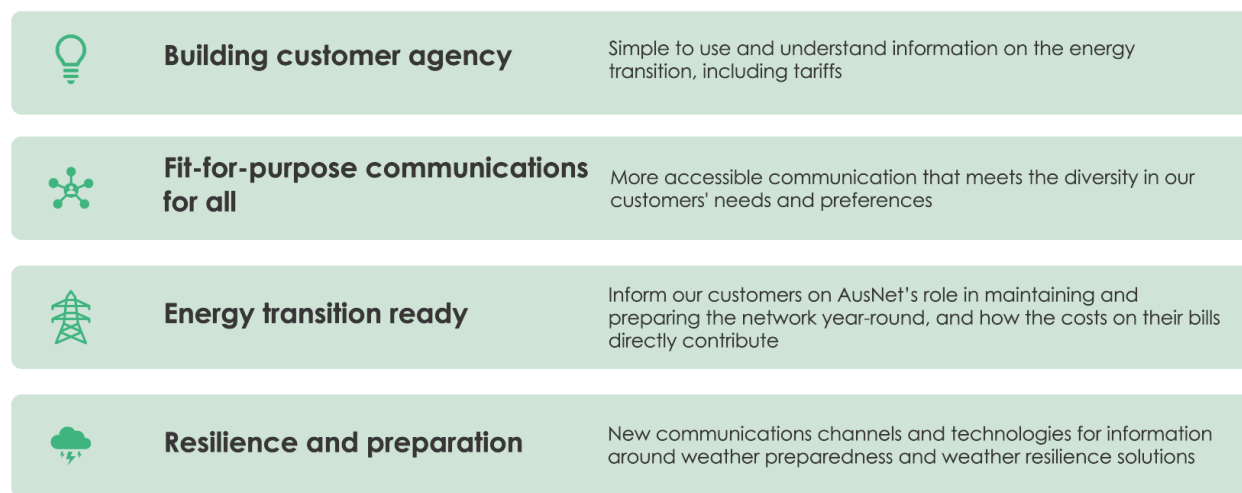 Building customer agency
Simple to use and understand information on the energy
transition, including tariffs
Fit-for-purpose communications
for all
More accessible communication that meets the diversity in our
customers' needs and preferences
Energy transition ready
Inform our customers on AusNet’s role in maintaining and
preparing the network year-round, and how the costs on their bills
directly contribute
Resilience and preparation
New communications channels and technologies for information
around weather preparedness and weather resilience solutions